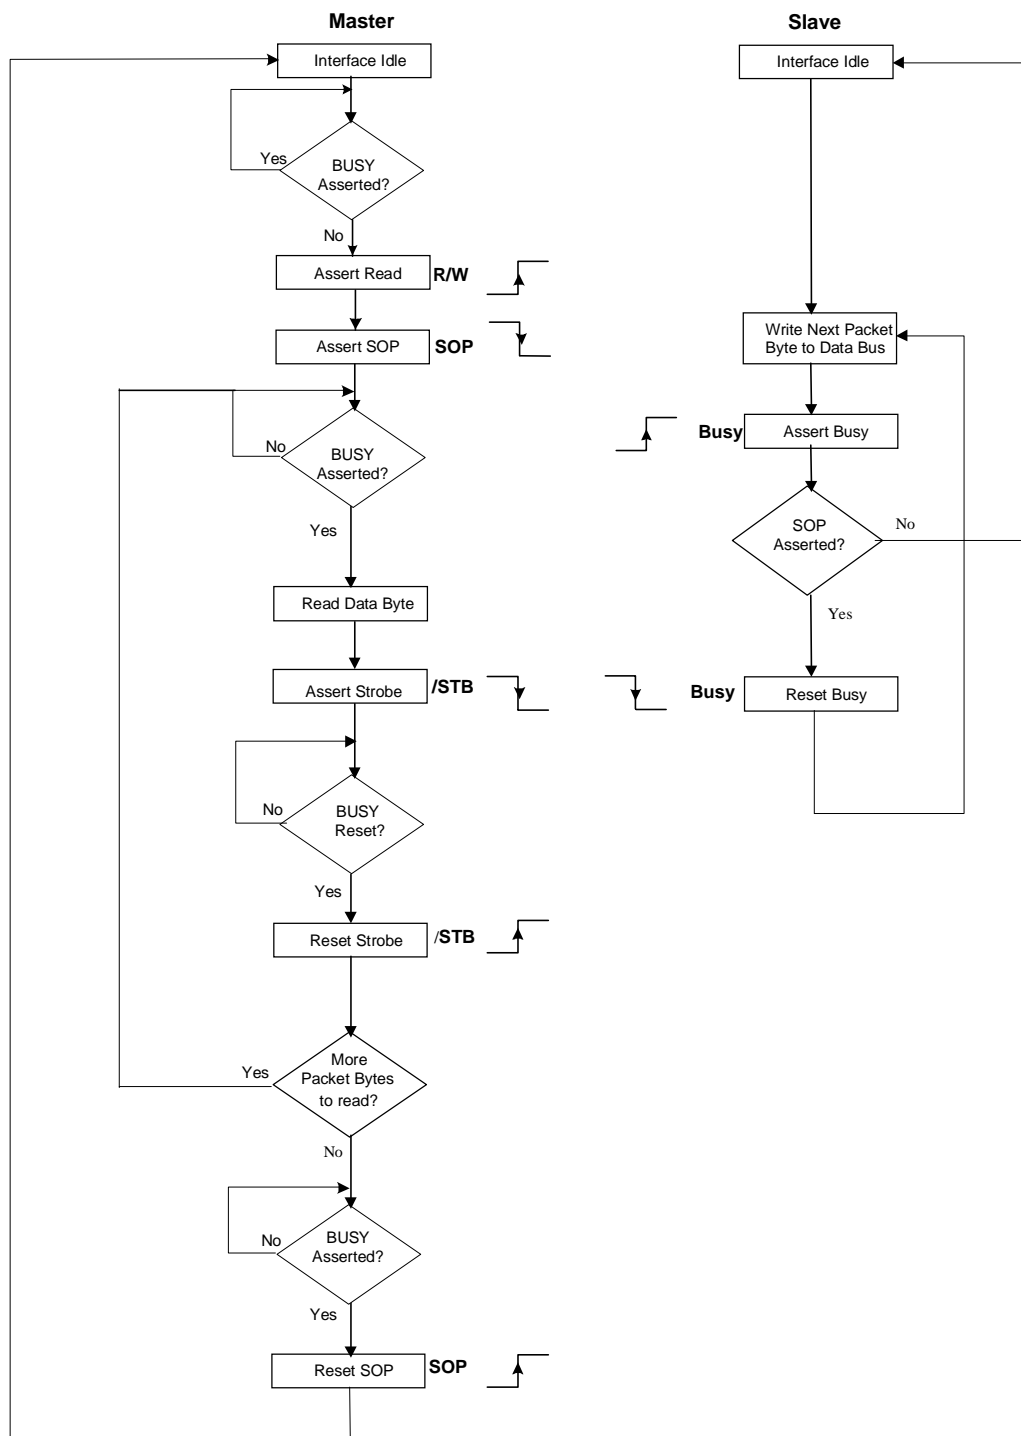 Master
Interface Idle
Yes
BUSY
Asserted?
No
Assert Read
R/W
Assert SOP
SOP
No
BUSY
Asserted?
Yes
Read Data Byte
Assert Strobe
/STB
No
BUSY
Reset?
Yes
Reset Strobe
/STB
Yes
More
Packet Bytes
to read?
No
No
BUSY
Asserted?
Yes
Reset SOP
SOP
Slave
Interface Idle
Write Next Packet
Byte to Data Bus
Busy
Assert Busy
SOP
Asserted?
No
Yes
Busy
Reset Busy